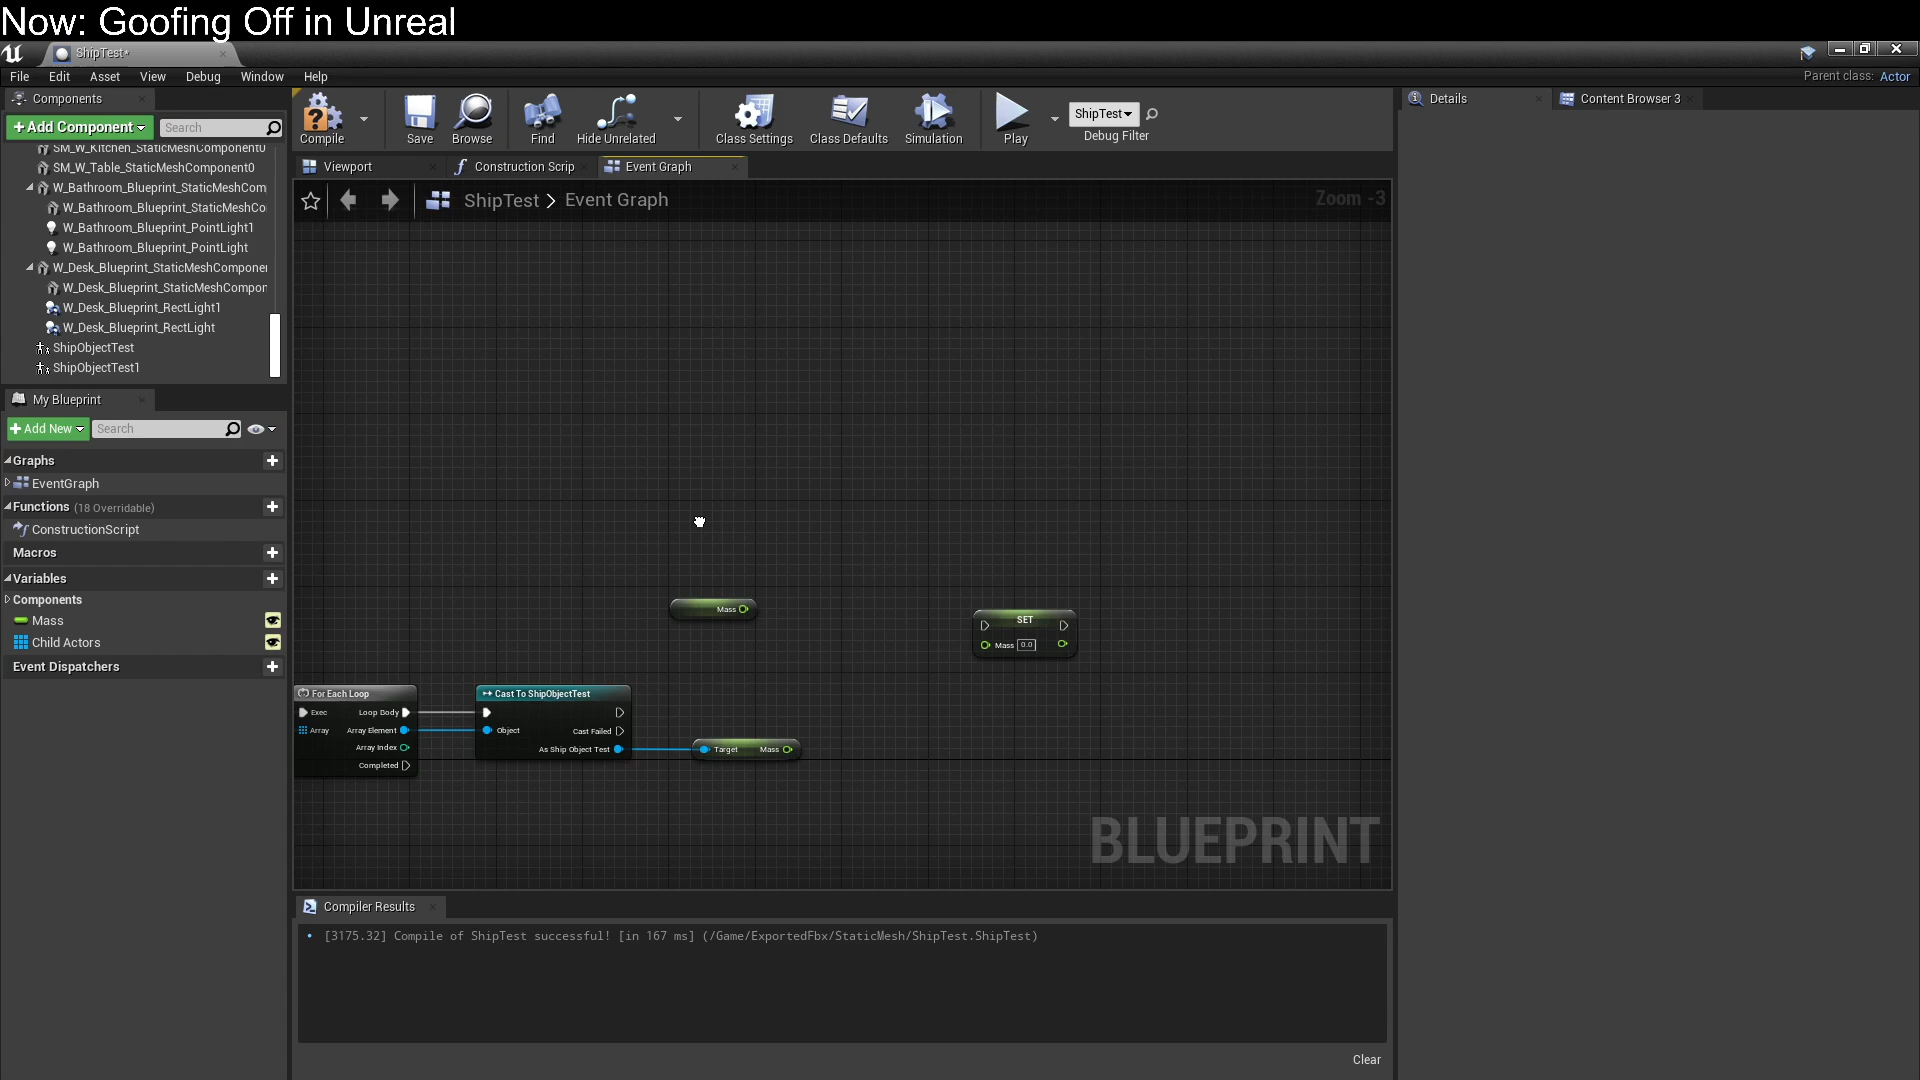 Now: Goofing Off in Unreal
ShipTest*
File Edit Asset View Debug Window Help
Parent class: Actor
Components
+ Add Component
Search
SM_W_Kitchen_StaticMeshComponent0
SM_W_Table_StaticMeshComponent0
W_Bathroom_Blueprint_StaticMeshCom
W_Bathroom_Blueprint_StaticMeshCo
W_Bathroom_Blueprint_PointLight1
W_Bathroom_Blueprint_PointLight
W_Desk_Blueprint_StaticMeshComponer
W_Desk_Blueprint_StaticMeshCompon
W_Desk_Blueprint_RectLight1
W_Desk_Blueprint_RectLight
ShipObjectTest
ShipObjectTest1
My Blueprint
+ Add New
Search
Graphs
EventGraph
Functions (18 Overridable)
ConstructionScript
Macros
Variables
Components
Mass
Child Actors
Event Dispatchers
Compile Save Browse Find Hide Unrelated Class Settings Class Defaults Simulation Play
ShipTest
Debug Filter
Viewport
Construction Scrip
Event Graph
ShipTest > Event Graph
Zoom -3
Mass
SET
Mass 0.0
For Each Loop
Exec Loop Body
Array Array Element
Array Index
Completed
Cast To ShipObjectTest
Object Cast Failed
As Ship Object Test
Target Mass
BLUEPRINT
Compiler Results
[3175.32] Compile of ShipTest successful! [in 167 ms] (/Game/ExportedFbx/StaticMesh/ShipTest.ShipTest)
Clear
Details
Content Browser 3